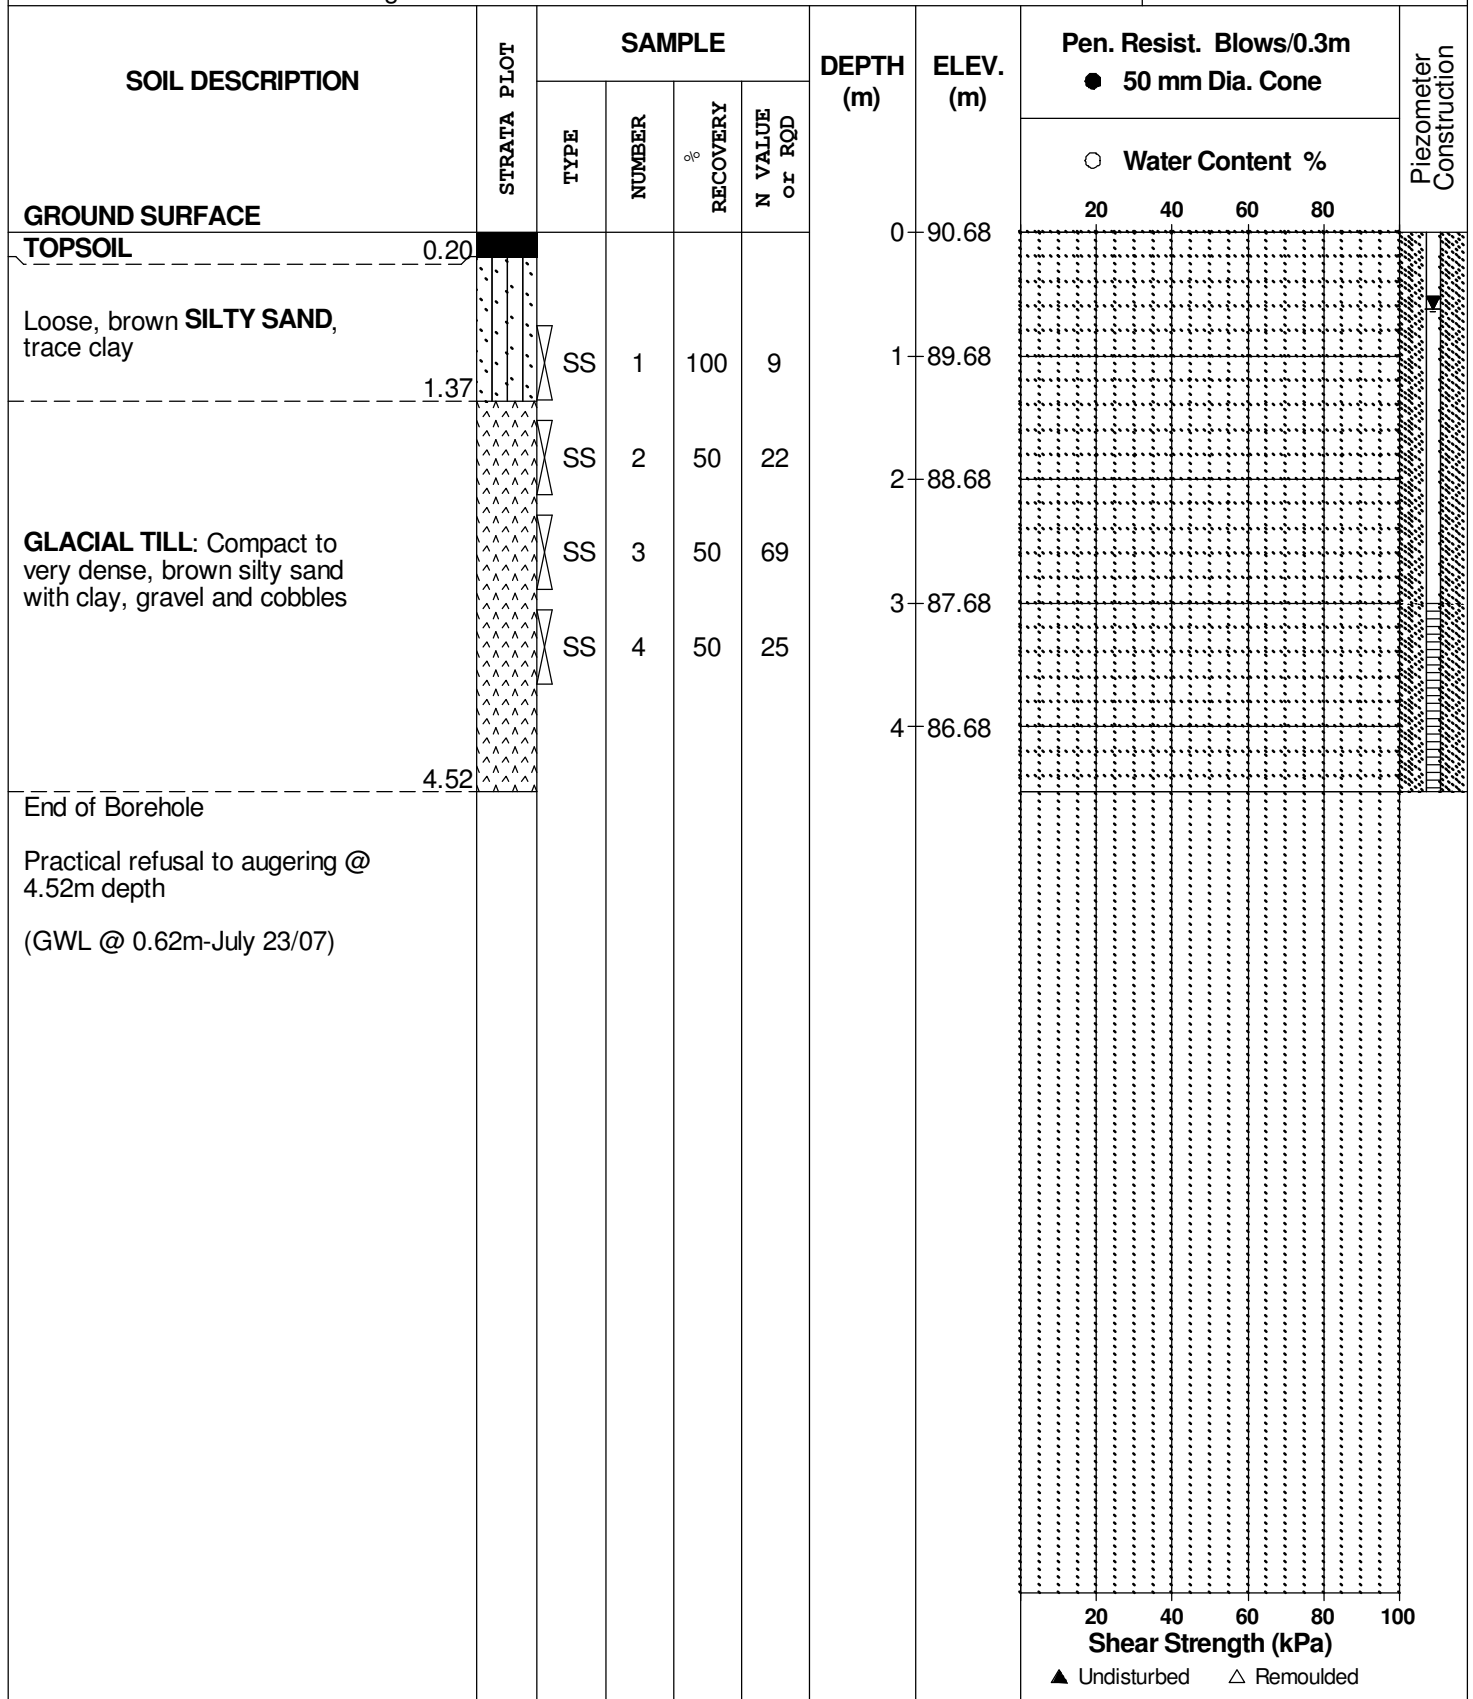 SOIL DESCRIPTION
STRATA PLOT
SAMPLE
TYPE
NUMBER
% RECOVERY
N VALUE or RQD
DEPTH (m)
ELEV. (m)
Pen. Resist. Blows/0.3m
● 50 mm Dia. Cone
○ Water Content %
Piezometer Construction
20 40 60 80
GROUND SURFACE
0 90.68
TOPSOIL 0.20
Loose, brown SILTY SAND,
trace clay
SS 1 100 9
1 89.68
1.37
SS 2 50 22
2 88.68
GLACIAL TILL: Compact to
very dense, brown silty sand
with clay, gravel and cobbles
SS 3 50 69
3 87.68
SS 4 50 25
4 86.68
4.52
End of Borehole
Practical refusal to augering @
4.52m depth
(GWL @ 0.62m-July 23/07)
20 40 60 80 100
Shear Strength (kPa)
▲ Undisturbed △ Remoulded